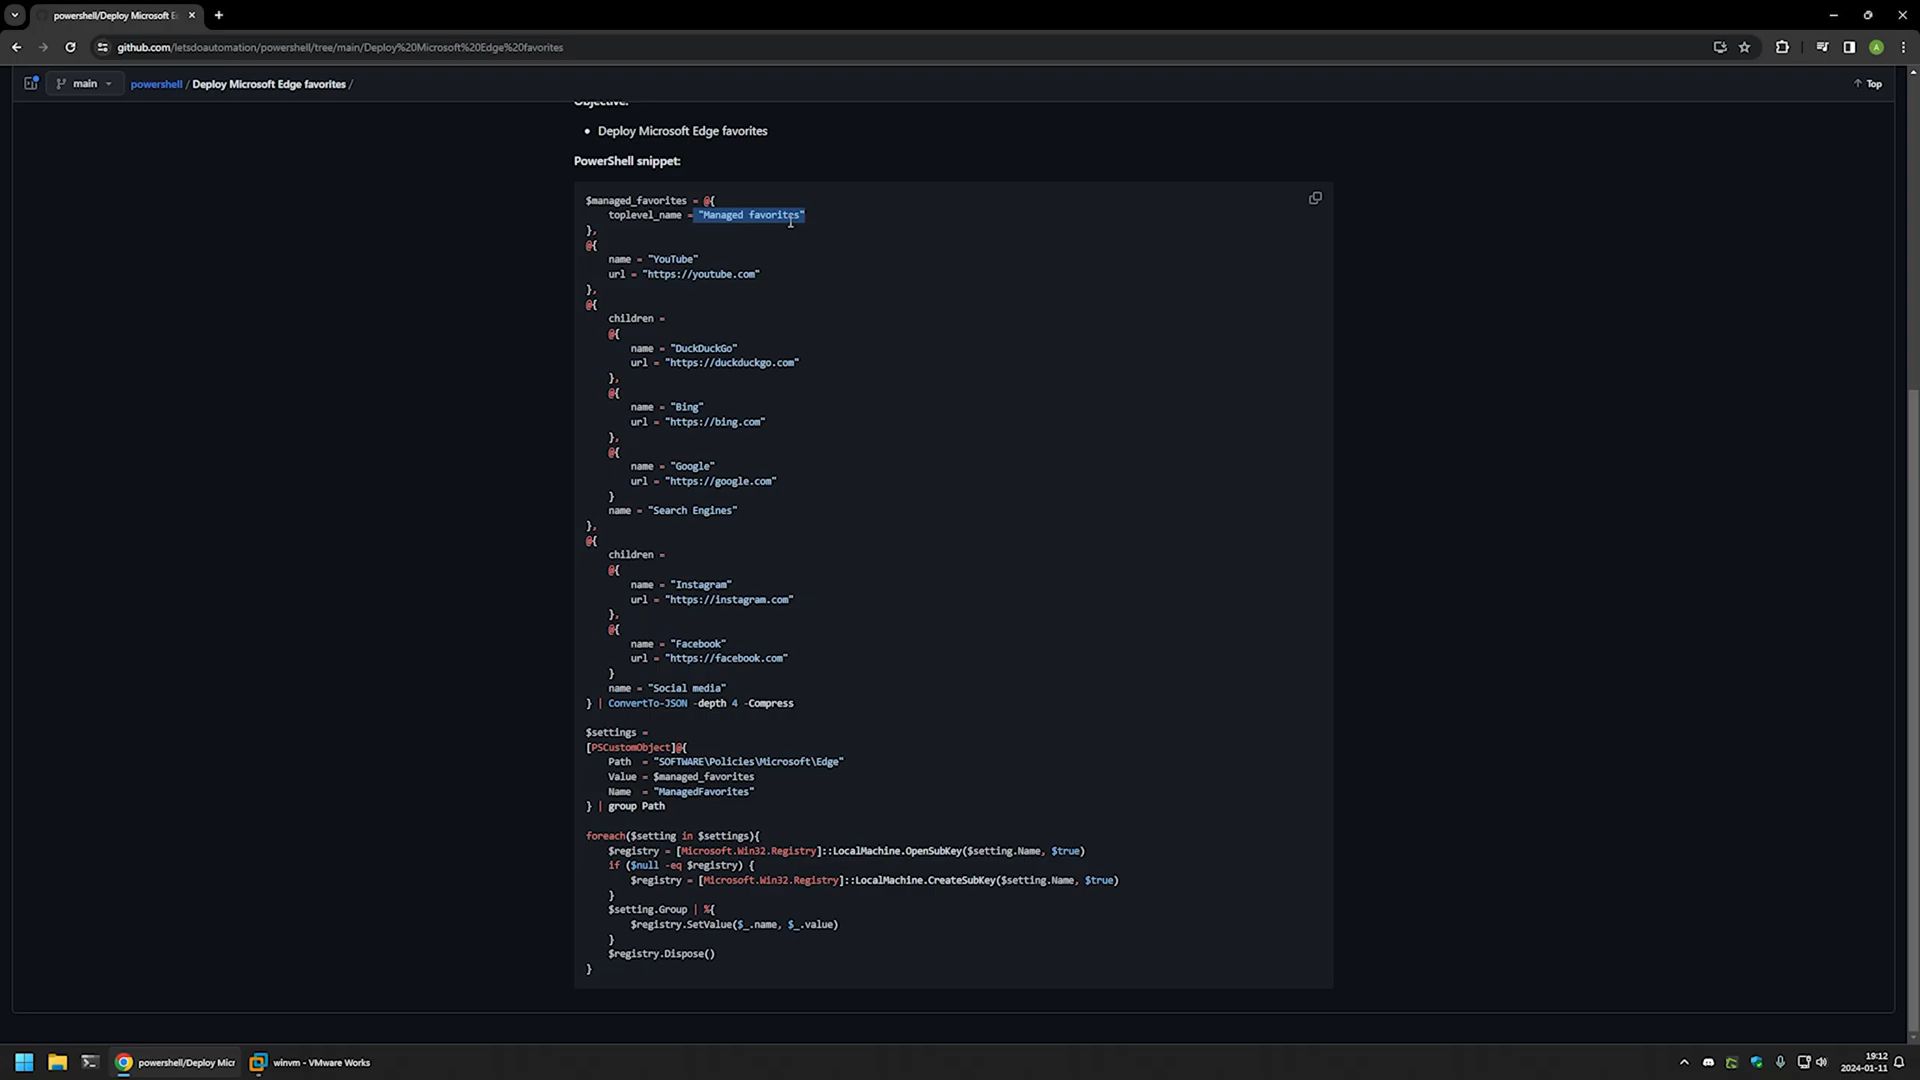 powershell/Deploy Microsoft E
github.com/letsdoautomation/powershell/tree/main/Deploy%20Microsoft%20Edge%20favorites
A
main
powershell / Deploy Microsoft Edge favorites /
Top
Objective:
• Deploy Microsoft Edge favorites
PowerShell snippet:
$managed_favorites = @{
    toplevel_name = "Managed favorites"
},
@{
    name = "YouTube"
    url = "https://youtube.com"
},
@{
    children =
    @{
        name = "DuckDuckGo"
        url = "https://duckduckgo.com"
    },
    @{
        name = "Bing"
        url = "https://bing.com"
    },
    @{
        name = "Google"
        url = "https://google.com"
    }
    name = "Search Engines"
},
@{
    children =
    @{
        name = "Instagram"
        url = "https://instagram.com"
    },
    @{
        name = "Facebook"
        url = "https://facebook.com"
    }
    name = "Social media"
} | ConvertTo-JSON -depth 4 -Compress
$settings =
[PSCustomObject]@{
    Path  = "SOFTWARE\Policies\Microsoft\Edge"
    Value = $managed_favorites
    Name  = "ManagedFavorites"
} | group Path
foreach($setting in $settings){
    $registry = [Microsoft.Win32.Registry]::LocalMachine.OpenSubKey($setting.Name, $true)
    if ($null -eq $registry) {
        $registry = [Microsoft.Win32.Registry]::LocalMachine.CreateSubKey($setting.Name, $true)
    }
    $setting.Group | %{
        $registry.SetValue($_.name, $_.value)
    }
    $registry.Dispose()
}
powershell/Deploy Micr
winvm - VMware Works
19:12
2024-01-11